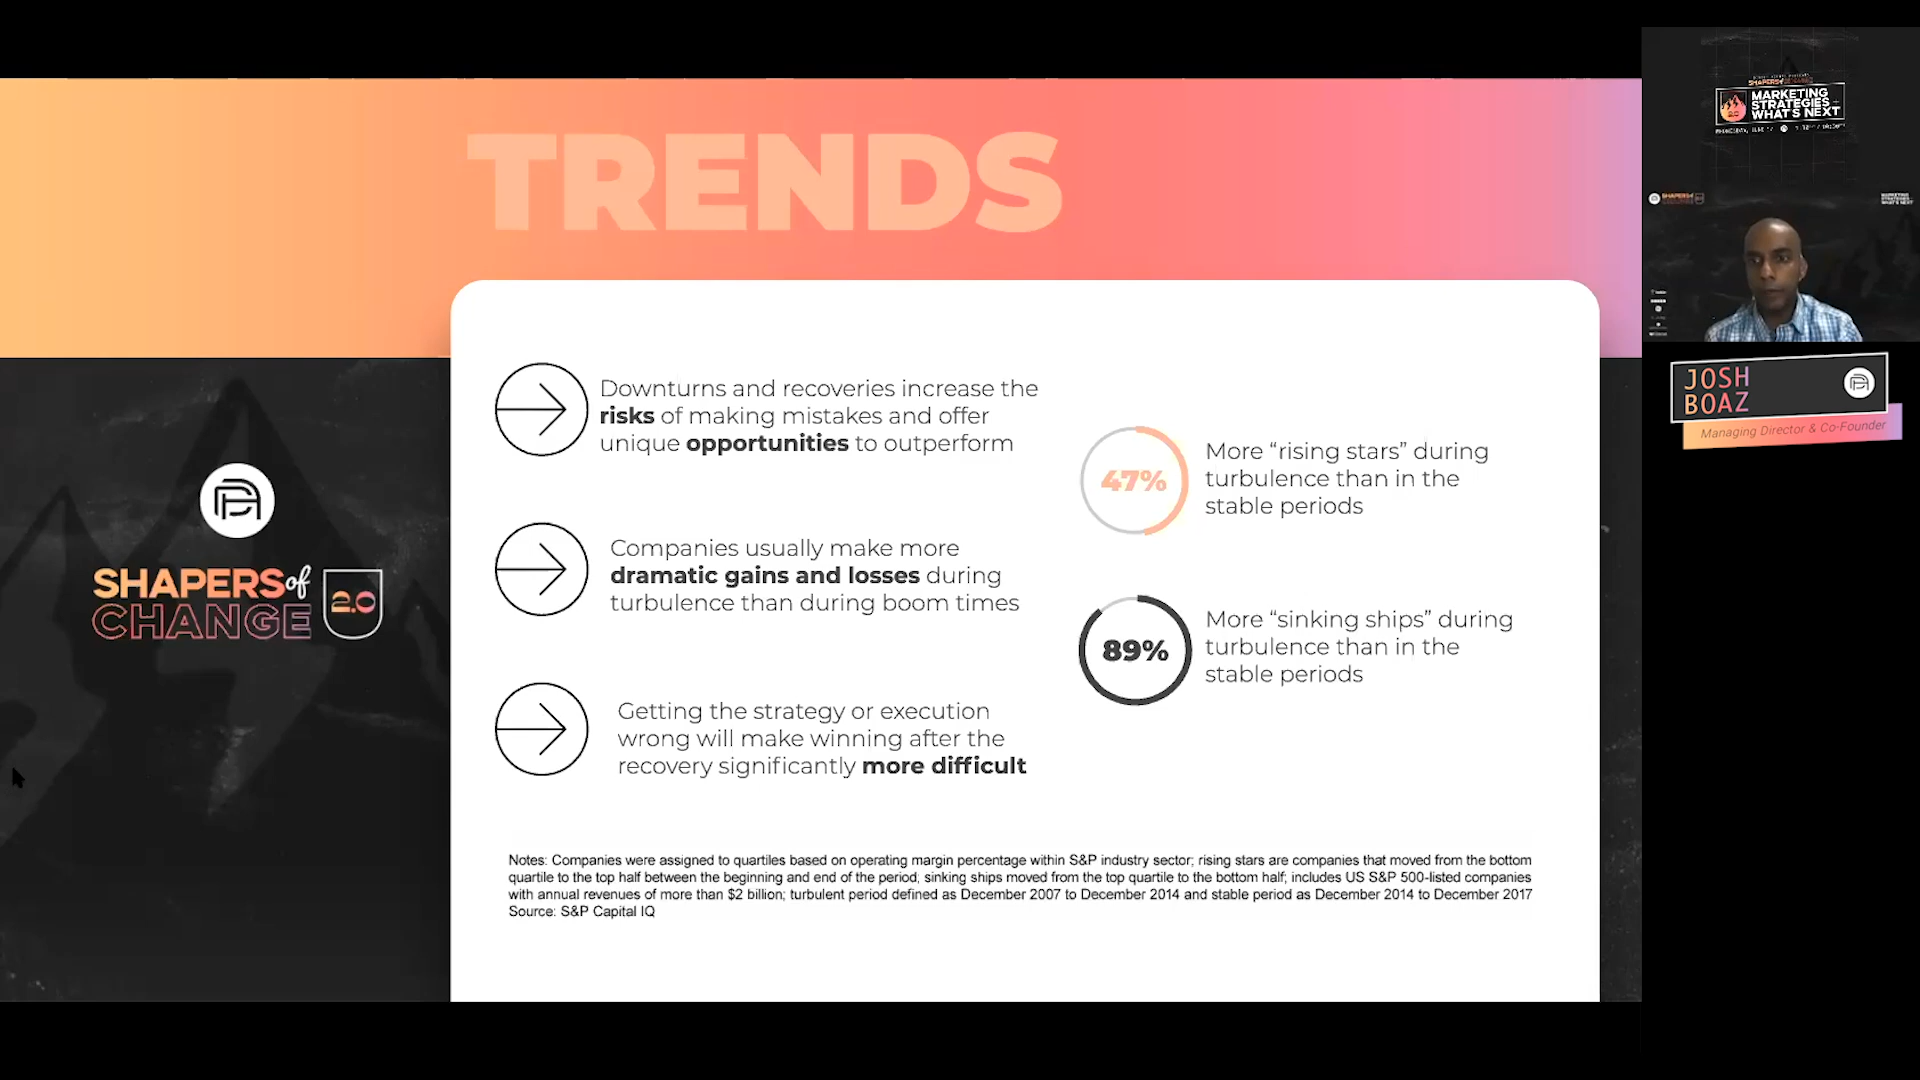 TRENDS
Downturns and recoveries increase the
risks of making mistakes and offer
unique opportunities to outperform
Companies usually make more
dramatic gains and losses during
turbulence than during boom times
Getting the strategy or execution
wrong will make winning after the
recovery significantly more difficult
47%
More “rising stars” during
turbulence than in the
stable periods
89%
More “sinking ships” during
turbulence than in the
stable periods
Notes: Companies were assigned to quartiles based on operating margin percentage within S&P industry sector; rising stars are companies that moved from the bottom
quartile to the top half between the beginning and end of the period; sinking ships moved from the top quartile to the bottom half; includes US S&P 500-listed companies
with annual revenues of more than $2 billion; turbulent period defined as December 2007 to December 2014 and stable period as December 2014 to December 2017
Source: S&P Capital IQ
SHAPERS of
CHANGE
2.0
SHAPERS of
MARKETING
STRATEGIES
WHAT'S NEXT
JOSH
BOAZ
Managing Director & Co-Founder